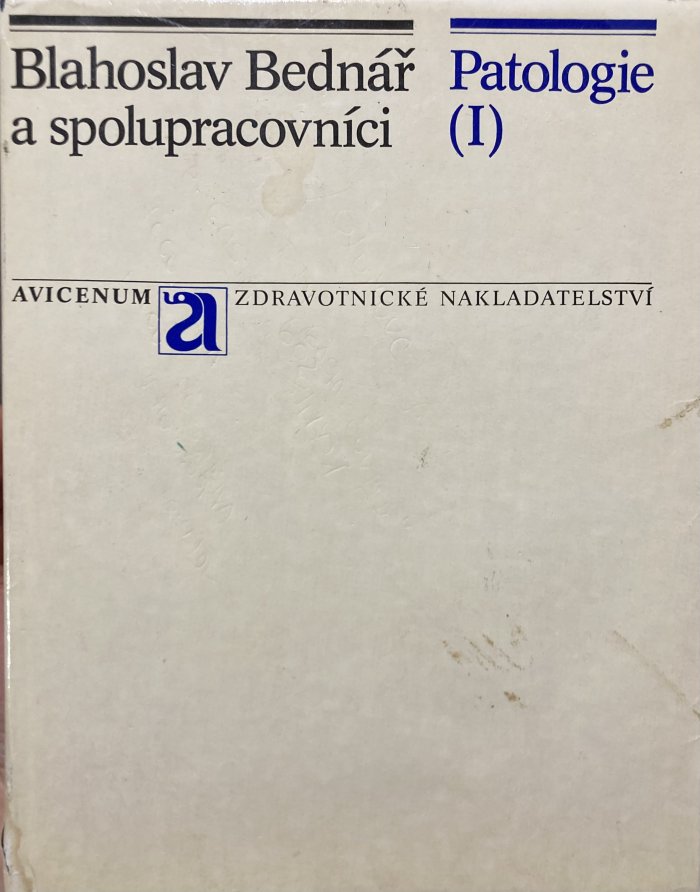 Blahoslav Bednář
a spolupracovníci
Patologie
(I)
AVICENUM
ZDRAVOTNICKÉ NAKLADATELSTVÍ